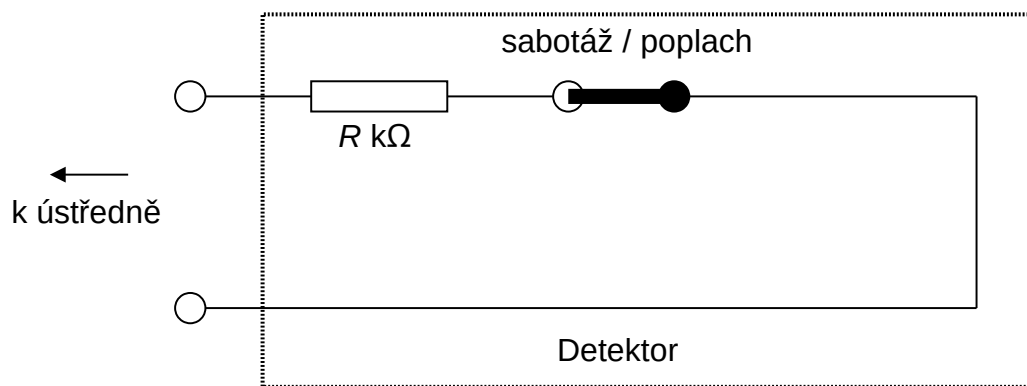 sabotáž / poplach
R kΩ
k ústředně
Detektor